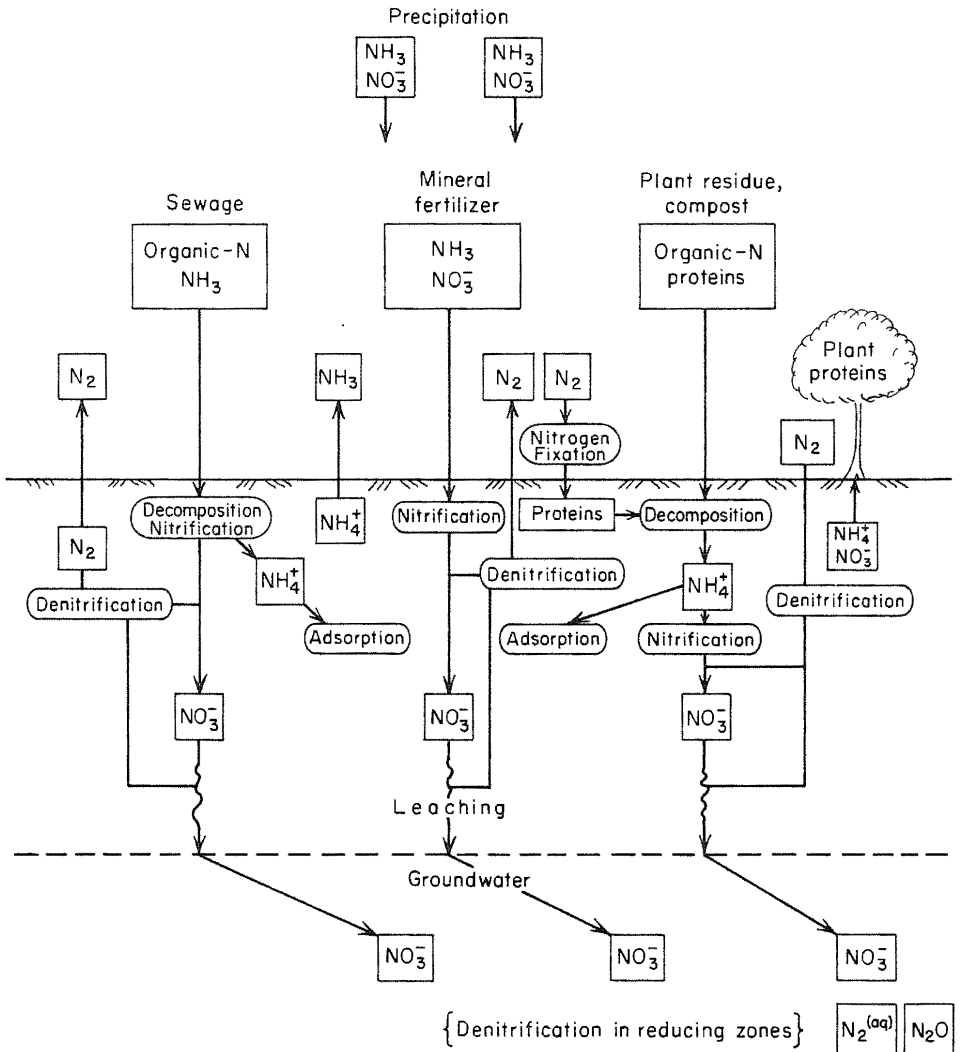 Precipitation
NH₃
NO₃⁻
NH₃
NO₃⁻
Sewage
Mineral
fertilizer
Plant residue,
compost
Organic-N
NH₃
NH₃
NO₃⁻
Organic-N
proteins
Plant
proteins
N₂
NH₃
N₂
N₂
Nitrogen
Fixation
N₂
Decomposition
Nitrification
NH₄⁺
Nitrification
Proteins
Decomposition
NH₄⁺
NO₃⁻
N₂
NH₄⁺
Denitrification
NH₄⁺
Denitrification
Denitrification
Adsorption
Adsorption
Nitrification
NO₃⁻
NO₃⁻
NO₃⁻
Leaching
Groundwater
NO₃⁻
NO₃⁻
NO₃⁻
{Denitrification in reducing zones}
N₂(aq)
N₂O